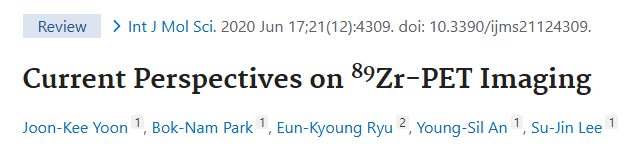 Review Int J Mol Sci. 2020 Jun 17;21(12):4309. doi: 10.3390/ijms21124309.
Current Perspectives on ⁸⁹Zr-PET Imaging
Joon-Kee Yoon 1, Bok-Nam Park 1, Eun-Kyoung Ryu 2, Young-Sil An 1, Su-Jin Lee 1